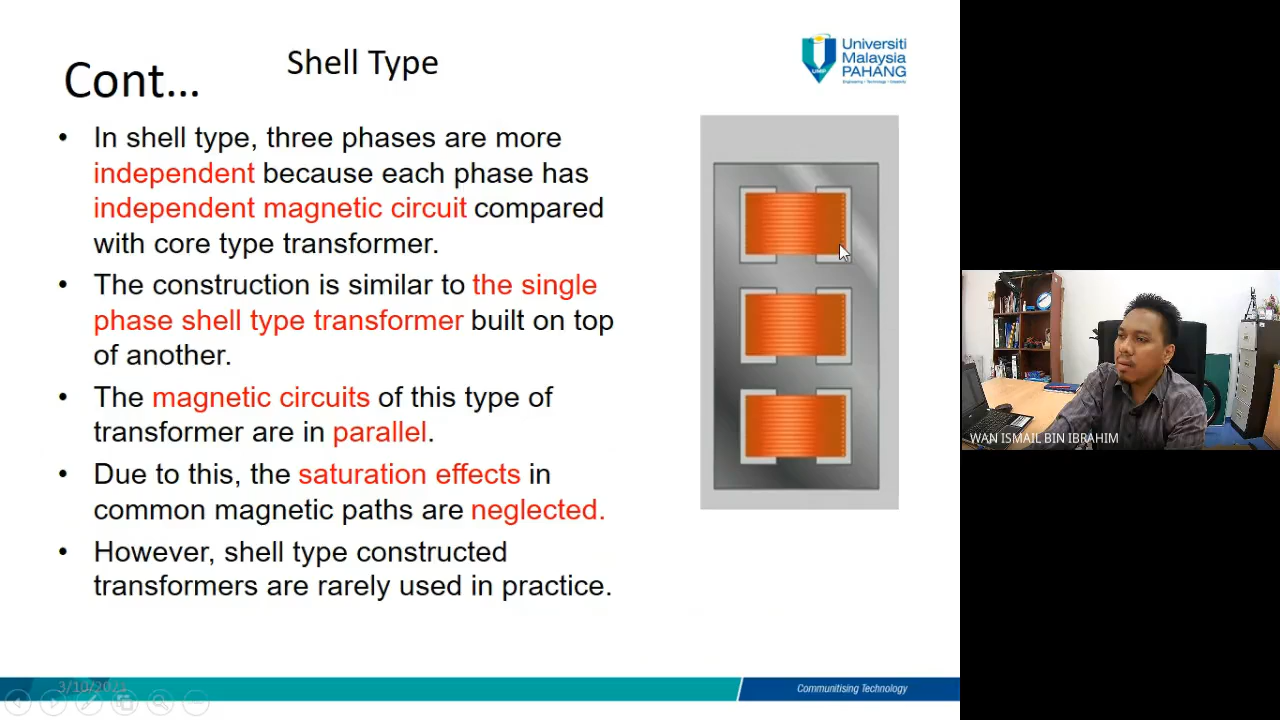 Cont...
Shell Type
Universiti
Malaysia
PAHANG
UMP
Engineering • Technology • Creativity
• In shell type, three phases are more
independent because each phase has
independent magnetic circuit compared
with core type transformer.
• The construction is similar to the single
phase shell type transformer built on top
of another.
• The magnetic circuits of this type of
transformer are in parallel.
• Due to this, the saturation effects in
common magnetic paths are neglected.
• However, shell type constructed
transformers are rarely used in practice.
WAN ISMAIL BIN IBRAHIM
3/10/2021
Communitising Technology